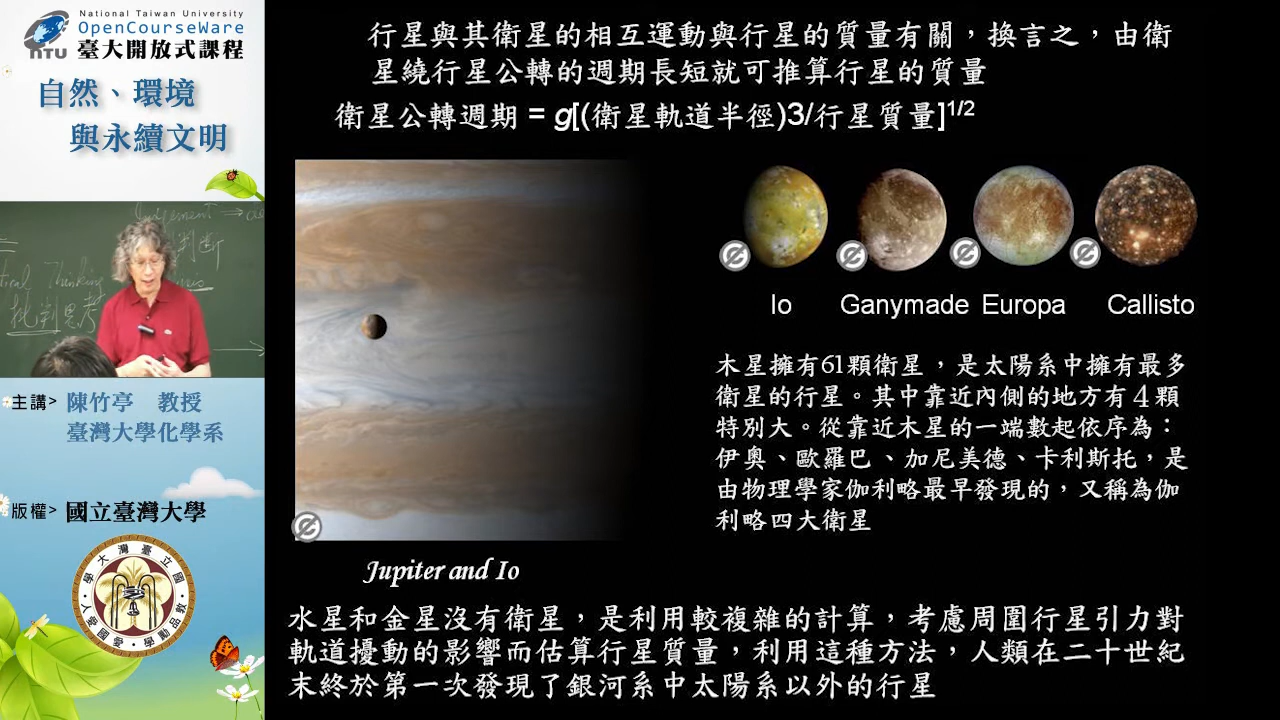 National Taiwan University
OpenCourseWare
NTU 臺大開放式課程
自然、環境
與永續文明
Judgement →
判斷
Thinking
批判思考
主講> 陳竹亭 教授
臺灣大學化學系
版權> 國立臺灣大學
行星與其衛星的相互運動與行星的質量有關，換言之，由衛
星繞行星公轉的週期長短就可推算行星的質量
衛星公轉週期 = g[(衛星軌道半徑)3/行星質量]1/2
Io Ganymade Europa Callisto
木星擁有61顆衛星，是太陽系中擁有最多
衛星的行星。其中靠近內側的地方有４顆
特別大。從靠近木星的一端數起依序為：
伊奧、歐羅巴、加尼美德、卡利斯托，是
由物理學家伽利略最早發現的，又稱為伽
利略四大衛星
Jupiter and Io
水星和金星沒有衛星，是利用較複雜的計算，考慮周圍行星引力對
軌道擾動的影響而估算行星質量，利用這種方法，人類在二十世紀
末終於第一次發現了銀河系中太陽系以外的行星